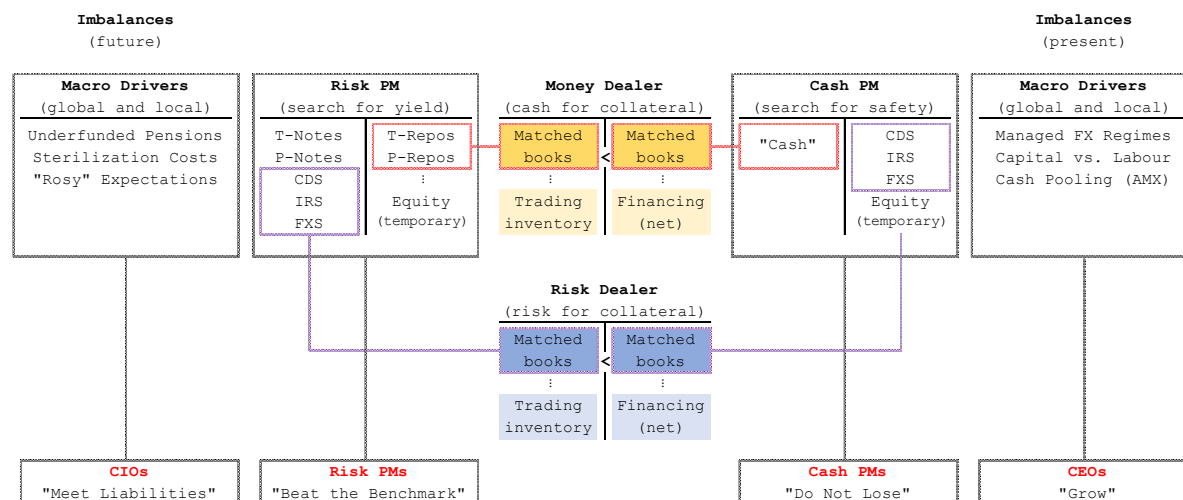 Imbalances
(future)
Imbalances
(present)
Macro Drivers
(global and local)
Underfunded Pensions
Sterilization Costs
"Rosy" Expectations
Risk PM
(search for yield)
T-Notes
P-Notes
CDS
IRS
FXS
T-Repos
P-Repos
⋮
Equity
(temporary)
Money Dealer
(cash for collateral)
Matched
books
⋮
Trading
inventory
<
Matched
books
⋮
Financing
(net)
Cash PM
(search for safety)
"Cash"
CDS
IRS
FXS
Equity
(temporary)
Macro Drivers
(global and local)
Managed FX Regimes
Capital vs. Labour
Cash Pooling (AMX)
Risk Dealer
(risk for collateral)
Matched
books
⋮
Trading
inventory
<
Matched
books
⋮
Financing
(net)
CIOs
"Meet Liabilities"
Risk PMs
"Beat the Benchmark"
Cash PMs
"Do Not Lose"
CEOs
"Grow"